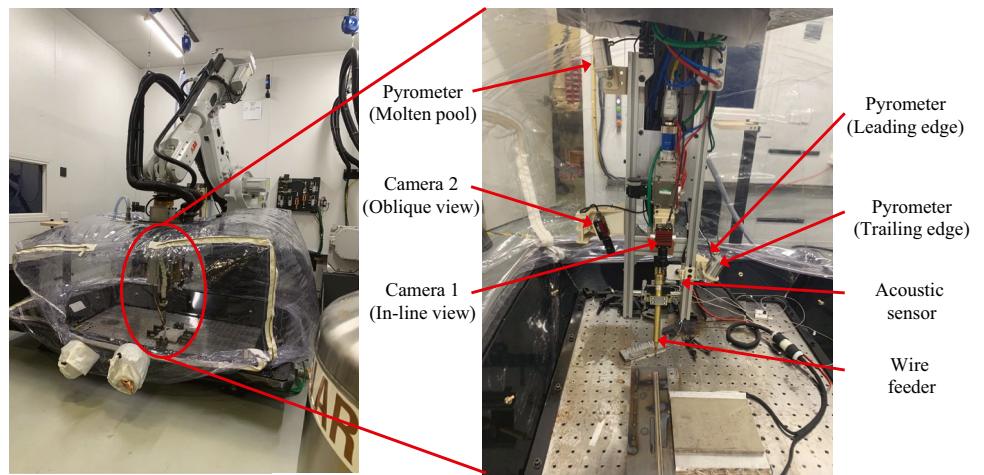 Pyrometer
(Molten pool)
Camera 2
(Oblique view)
Camera 1
(In-line view)
Pyrometer
(Leading edge)
Pyrometer
(Trailing edge)
Acoustic
sensor
Wire
feeder
AR